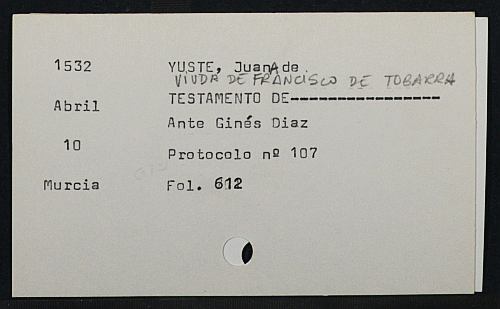 1532 YUSTE, JuanA de
VIUDA DE FRANCISCO DE TOBARRA
Abril TESTAMENTO DE----------------
Ante Ginés Diaz
10 Protocolo nº 107
Murcia Fol. 612